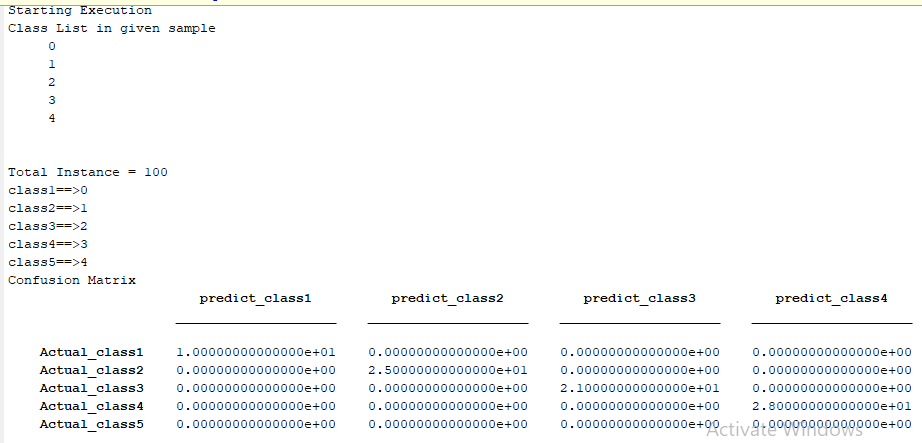 Starting Execution
Class List in given sample
0
1
2
3
4
Total Instance = 100
class1==>0
class2==>1
class3==>2
class4==>3
class5==>4
Confusion Matrix
predict_class1 predict_class2 predict_class3 predict_class4
Actual_class1 1.00000000000000e+01 0.00000000000000e+00 0.00000000000000e+00 0.00000000000000e+00
Actual_class2 0.00000000000000e+00 2.50000000000000e+01 0.00000000000000e+00 0.00000000000000e+00
Actual_class3 0.00000000000000e+00 0.00000000000000e+00 2.10000000000000e+01 0.00000000000000e+00
Actual_class4 0.00000000000000e+00 0.00000000000000e+00 0.00000000000000e+00 2.80000000000000e+01
Actual_class5 0.00000000000000e+00 0.00000000000000e+00 0.00000000000000e+00 0.00000000000000e+00
Activate Windows